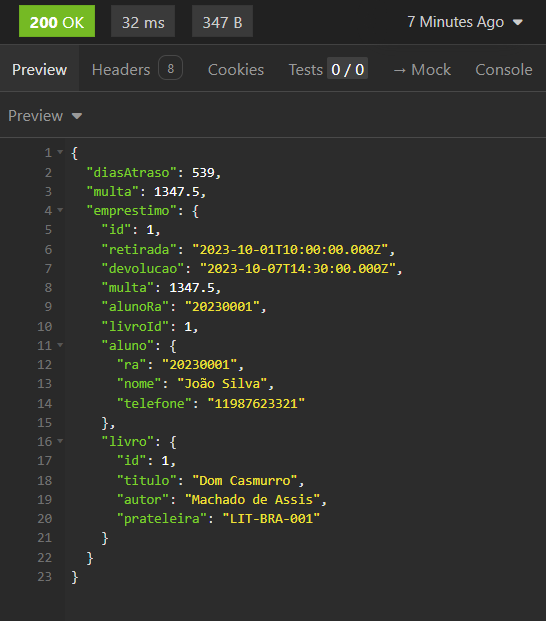 200 OK 32 ms 347 B 7 Minutes Ago
Preview Headers 8 Cookies Tests 0 / 0 → Mock Console
Preview
1 {
2 "diasAtraso": 539,
3 "multa": 1347.5,
4 "emprestimo": {
5 "id": 1,
6 "retirada": "2023-10-01T10:00:00.000Z",
7 "devolucao": "2023-10-07T14:30:00.000Z",
8 "multa": 1347.5,
9 "alunoRa": "20230001",
10 "livroId": 1,
11 "aluno": {
12 "ra": "20230001",
13 "nome": "João Silva",
14 "telefone": "11987623321"
15 },
16 "livro": {
17 "id": 1,
18 "titulo": "Dom Casmurro",
19 "autor": "Machado de Assis",
20 "prateleira": "LIT-BRA-001"
21 }
22 }
23 }